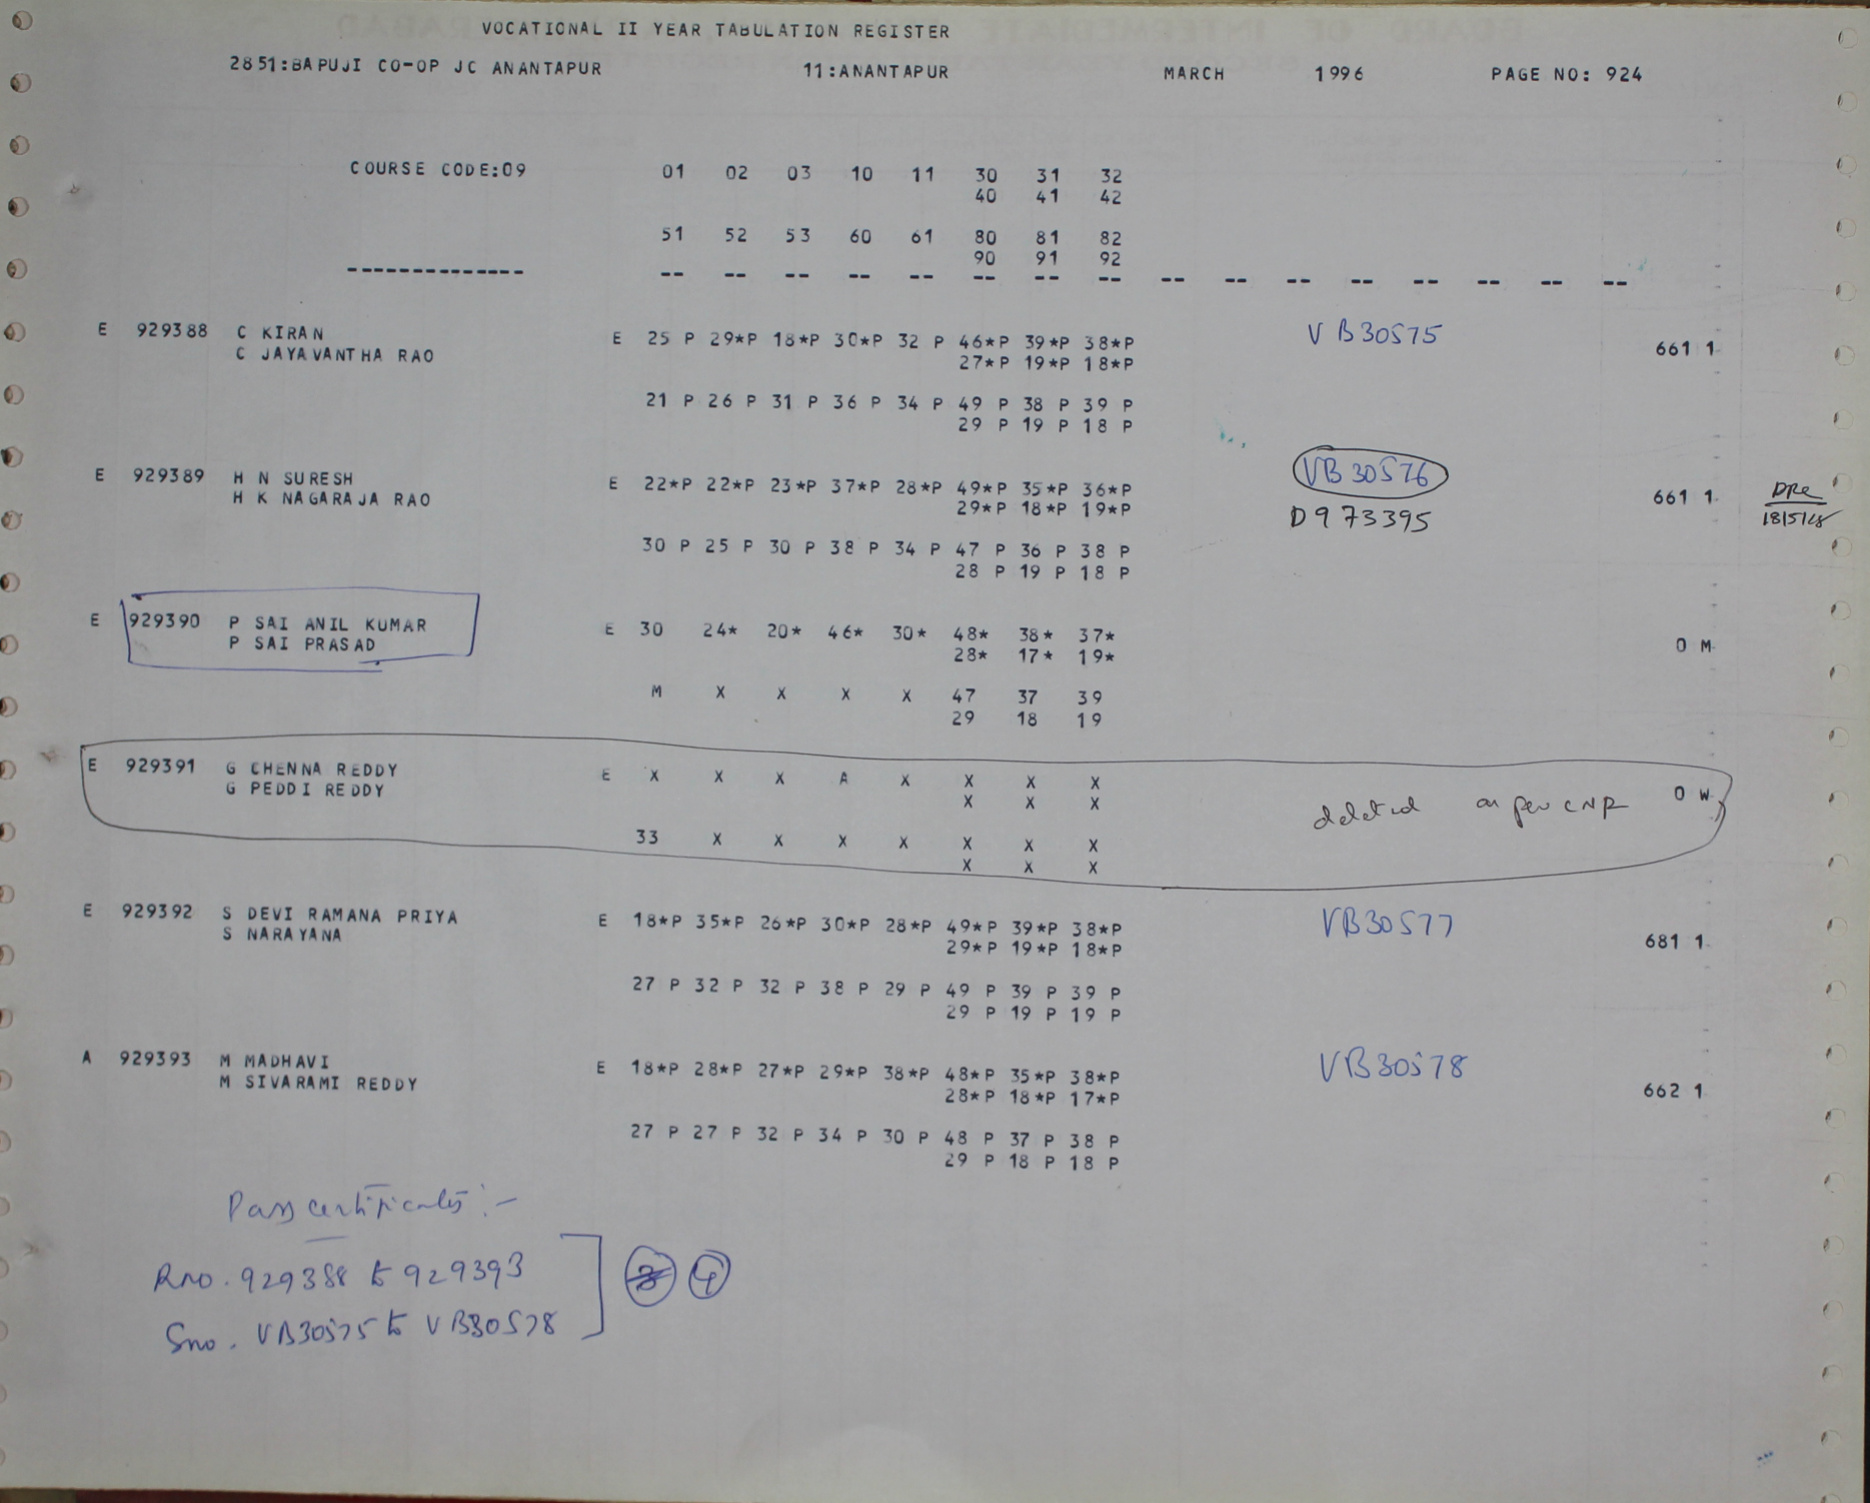 VOCATIONAL II YEAR TABULATION REGISTER
2851:BAPUJI CO-OP JC ANANTAPUR 11:ANANTAPUR MARCH 1996 PAGE NO: 924
COURSE CODE:09 01 02 03 10 11 30 31 32
40 41 42
51 52 53 60 61 80 81 82
90 91 92
-------------- -- -- -- -- -- -- -- -- -- -- -- -- -- -- -- --
E 929388 C KIRAN E 25 P 29*P 18*P 30*P 32 P 46*P 39*P 38*P VB30575
C JAYAVANTHA RAO 27*P 19*P 18*P 661 1
21 P 26 P 31 P 36 P 34 P 49 P 38 P 39 P
29 P 19 P 18 P
E 929389 H N SURESH E 22*P 22*P 23*P 37*P 28*P 49*P 35*P 36*P VB30576
H K NAGARAJA RAO 29*P 18*P 19*P D973395 661 1
30 P 25 P 30 P 38 P 34 P 47 P 36 P 38 P
28 P 19 P 18 P
E 929390 P SAI ANIL KUMAR E 30 24* 20* 46* 30* 48* 38* 37*
P SAI PRASAD 28* 17* 19* 0 M
M X X X X 47 37 39
29 18 19
E 929391 G CHENNA REDDY E X X X A X X X X
G PEDDI REDDY X X X deleted as per CNR 0 W
33 X X X X X X X
X X X
E 929392 S DEVI RAMANA PRIYA E 18*P 35*P 26*P 30*P 28*P 49*P 39*P 38*P VB30577
S NARAYANA 29*P 19*P 18*P 681 1
27 P 32 P 32 P 38 P 29 P 49 P 39 P 39 P
29 P 19 P 19 P
A 929393 M MADHAVI E 18*P 28*P 27*P 29*P 38*P 48*P 35*P 38*P VB30578
M SIVARAMI REDDY 28*P 18*P 17*P 662 1
27 P 27 P 32 P 34 P 30 P 48 P 37 P 38 P
29 P 18 P 18 P
Pass certificates :-
Rno. 929388 to 929393
Sno. VB30575 to VB30578 4